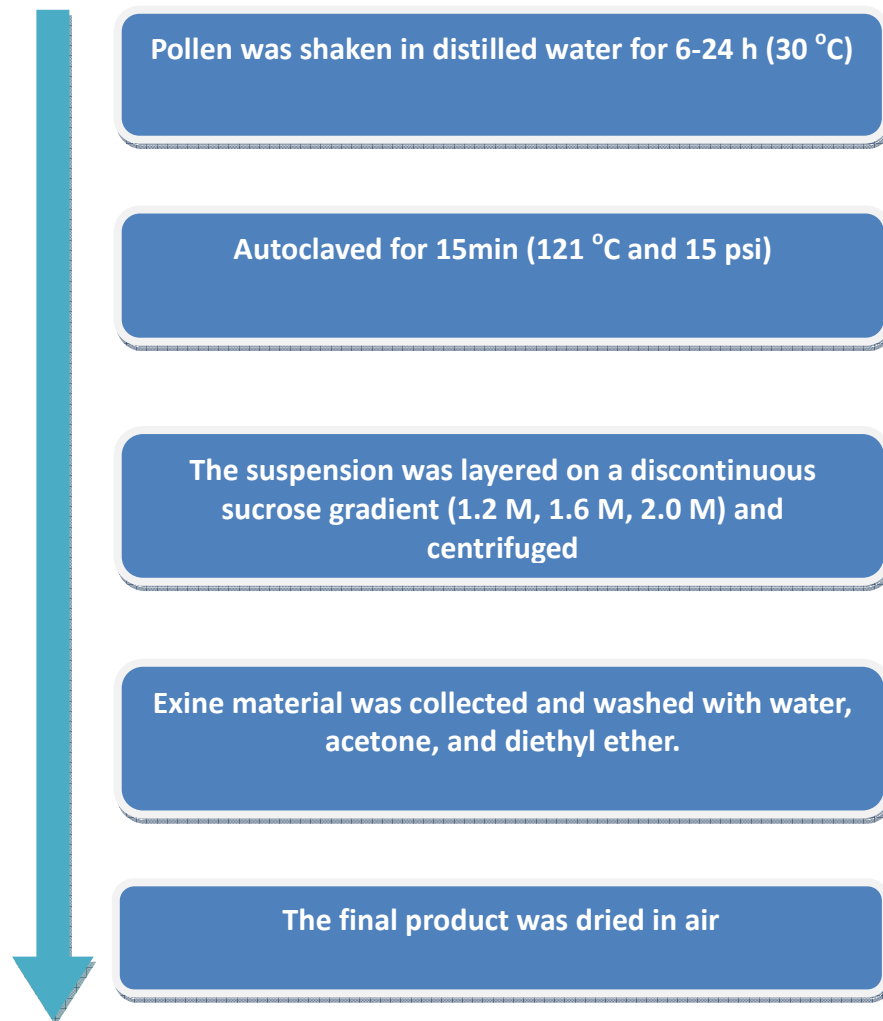 Pollen was shaken in distilled water for 6-24 h (30 °C)
Autoclaved for 15min (121 °C and 15 psi)
The suspension was layered on a discontinuous
sucrose gradient (1.2 M, 1.6 M, 2.0 M) and
centrifuged
Exine material was collected and washed with water,
acetone, and diethyl ether.
The final product was dried in air